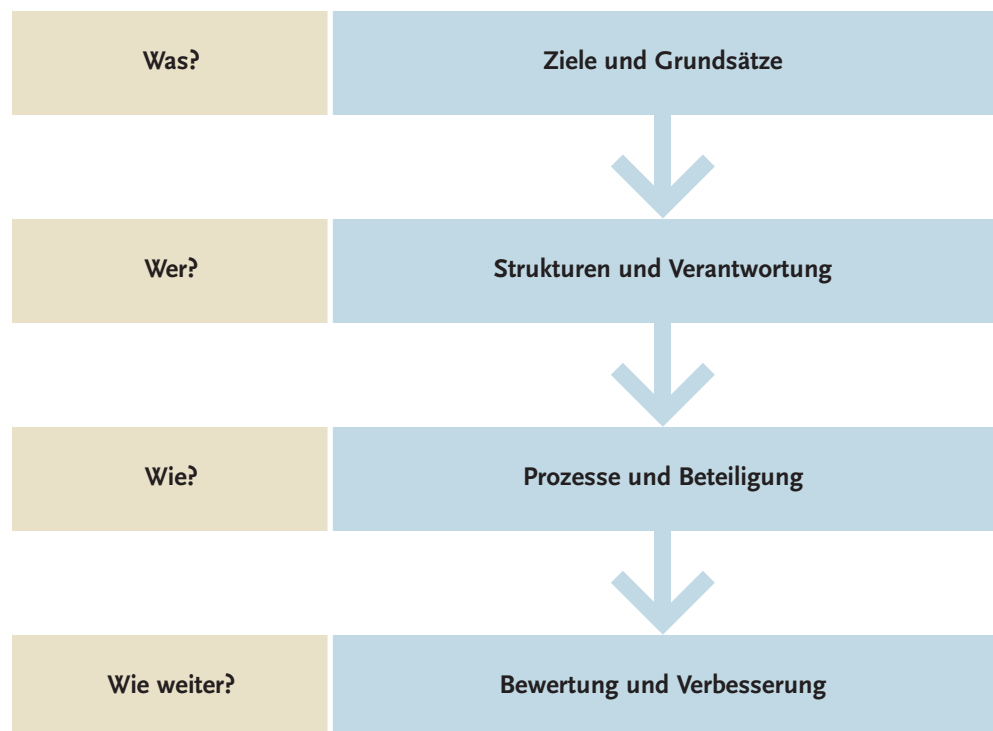 Was?
Ziele und Grundsätze
Wer?
Strukturen und Verantwortung
Wie?
Prozesse und Beteiligung
Wie weiter?
Bewertung und Verbesserung